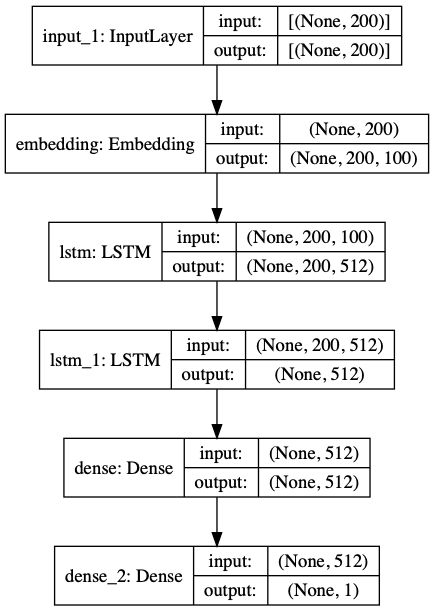 input_1: InputLayer
input: [(None, 200)]
output: [(None, 200)]
embedding: Embedding
input: (None, 200)
output: (None, 200, 100)
lstm: LSTM
input: (None, 200, 100)
output: (None, 200, 512)
lstm_1: LSTM
input: (None, 200, 512)
output: (None, 512)
dense: Dense
input: (None, 512)
output: (None, 512)
dense_2: Dense
input: (None, 512)
output: (None, 1)